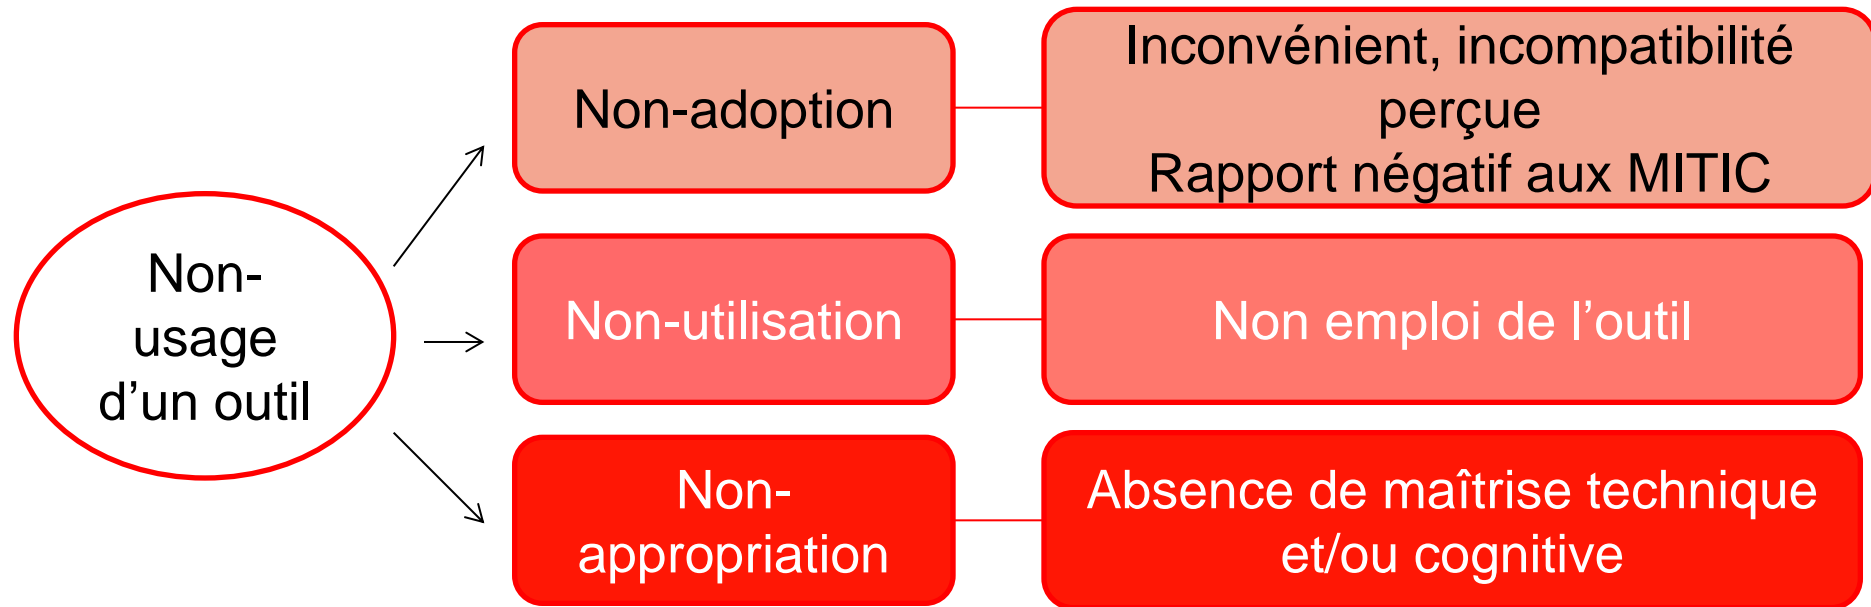 Non-
usage
d’un outil
Non-adoption
Inconvénient, incompatibilité
perçue
Rapport négatif aux MITIC
Non-utilisation
Non emploi de l’outil
Non-
appropriation
Absence de maîtrise technique
et/ou cognitive